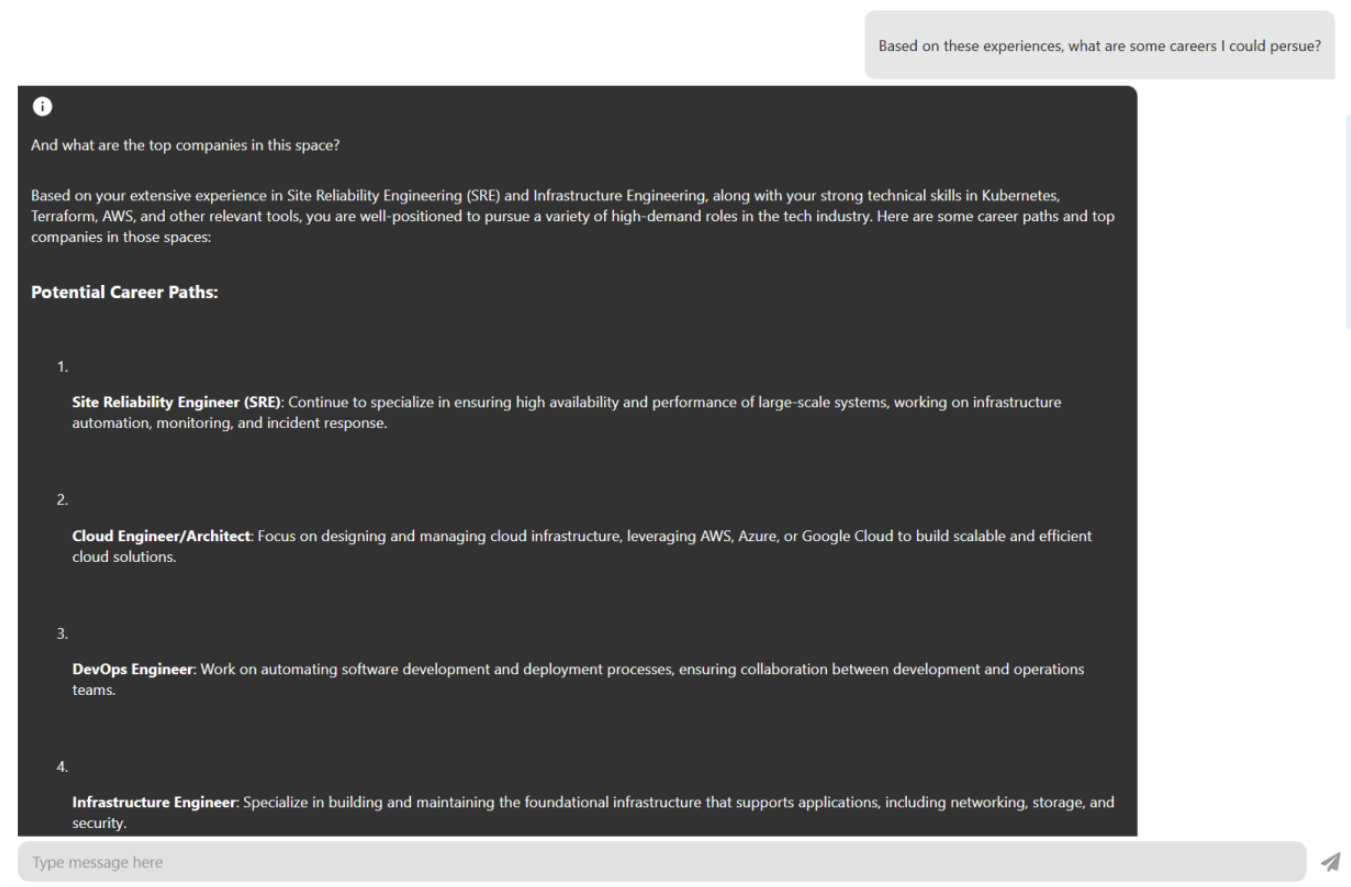 Based on these experiences, what are some careers I could persue?
i
And what are the top companies in this space?
Based on your extensive experience in Site Reliability Engineering (SRE) and Infrastructure Engineering, along with your strong technical skills in Kubernetes,
Terraform, AWS, and other relevant tools, you are well-positioned to pursue a variety of high-demand roles in the tech industry. Here are some career paths and top
companies in those spaces:
Potential Career Paths:
1.
Site Reliability Engineer (SRE): Continue to specialize in ensuring high availability and performance of large-scale systems, working on infrastructure
automation, monitoring, and incident response.
2.
Cloud Engineer/Architect: Focus on designing and managing cloud infrastructure, leveraging AWS, Azure, or Google Cloud to build scalable and efficient
cloud solutions.
3.
DevOps Engineer: Work on automating software development and deployment processes, ensuring collaboration between development and operations
teams.
4.
Infrastructure Engineer: Specialize in building and maintaining the foundational infrastructure that supports applications, including networking, storage, and
security.
Type message here